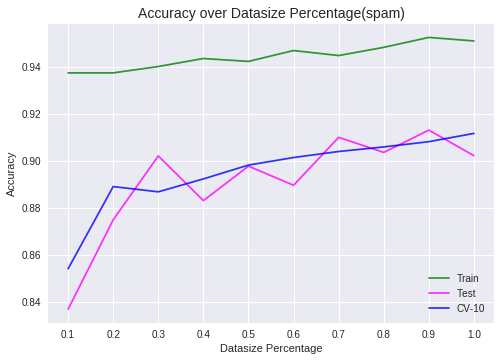 Accuracy over Datasize Percentage(spam)
Accuracy
0.94
0.92
0.90
0.88
0.86
0.84
Train
Test
CV-10
0.1 0.2 0.3 0.4 0.5 0.6 0.7 0.8 0.9 1.0
Datasize Percentage